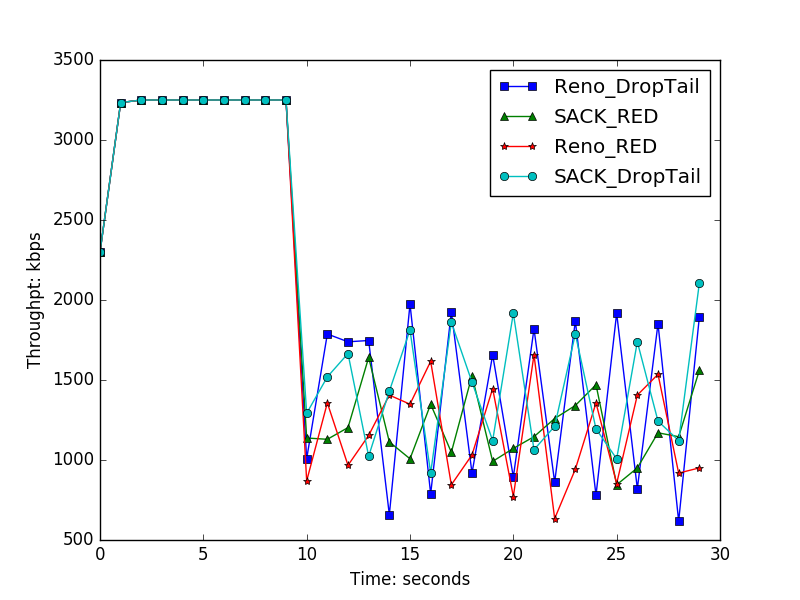 3500
3000
2500
2000
1500
1000
500
0
5
10
15
20
25
30
Throughpt: kbps
Time: seconds
Reno_DropTail
SACK_RED
Reno_RED
SACK_DropTail